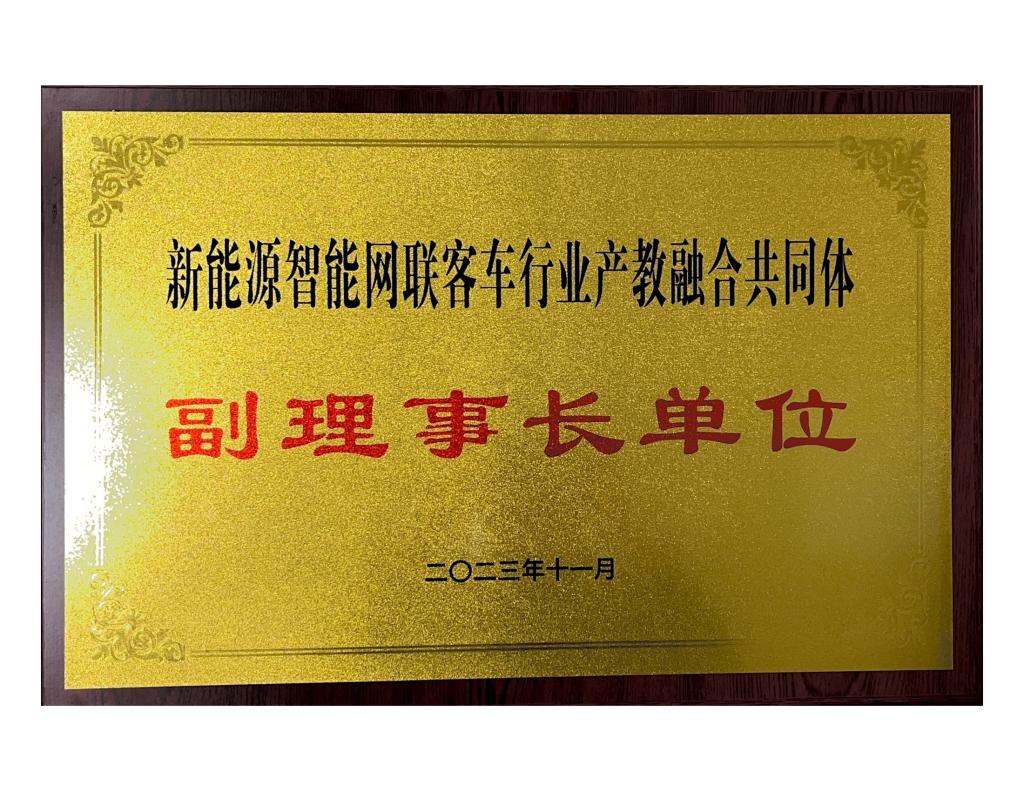 新能源智能网联客车行业产教融合共同体
副理事长单位
二〇二三年十一月